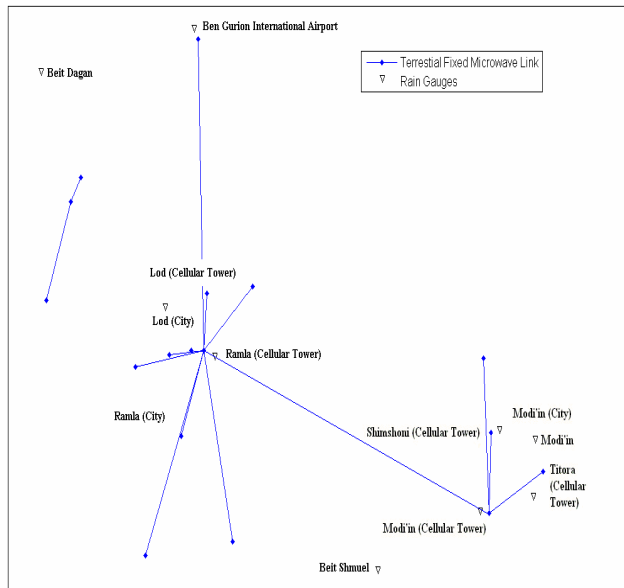 Ben Gurion International Airport
Beit Dagan
Terrestial Fixed Microwave Link
Rain Gauges
Lod (Cellular Tower)
Lod (City)
Ramla (Cellular Tower)
Ramla (City)
Modi'in (City)
Shimshoni (Cellular Tower)
Modi'in
Titora
(Cellular
Tower)
Modi'in (Cellular Tower)
Beit Shmuel